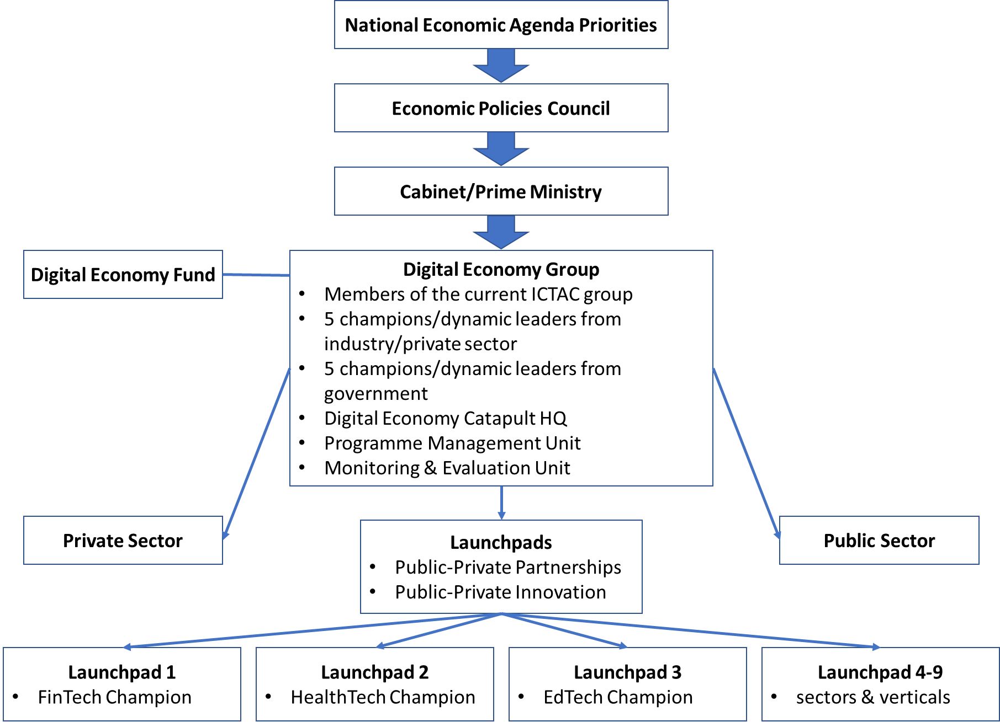 National Economic Agenda Priorities
Economic Policies Council
Cabinet/Prime Ministry
Digital Economy Fund
Digital Economy Group
• Members of the current ICTAC group
• 5 champions/dynamic leaders from
industry/private sector
• 5 champions/dynamic leaders from
government
• Digital Economy Catapult HQ
• Programme Management Unit
• Monitoring & Evaluation Unit
Private Sector
Launchpads
• Public-Private Partnerships
• Public-Private Innovation
Public Sector
Launchpad 1
• FinTech Champion
Launchpad 2
• HealthTech Champion
Launchpad 3
• EdTech Champion
Launchpad 4-9
• sectors & verticals